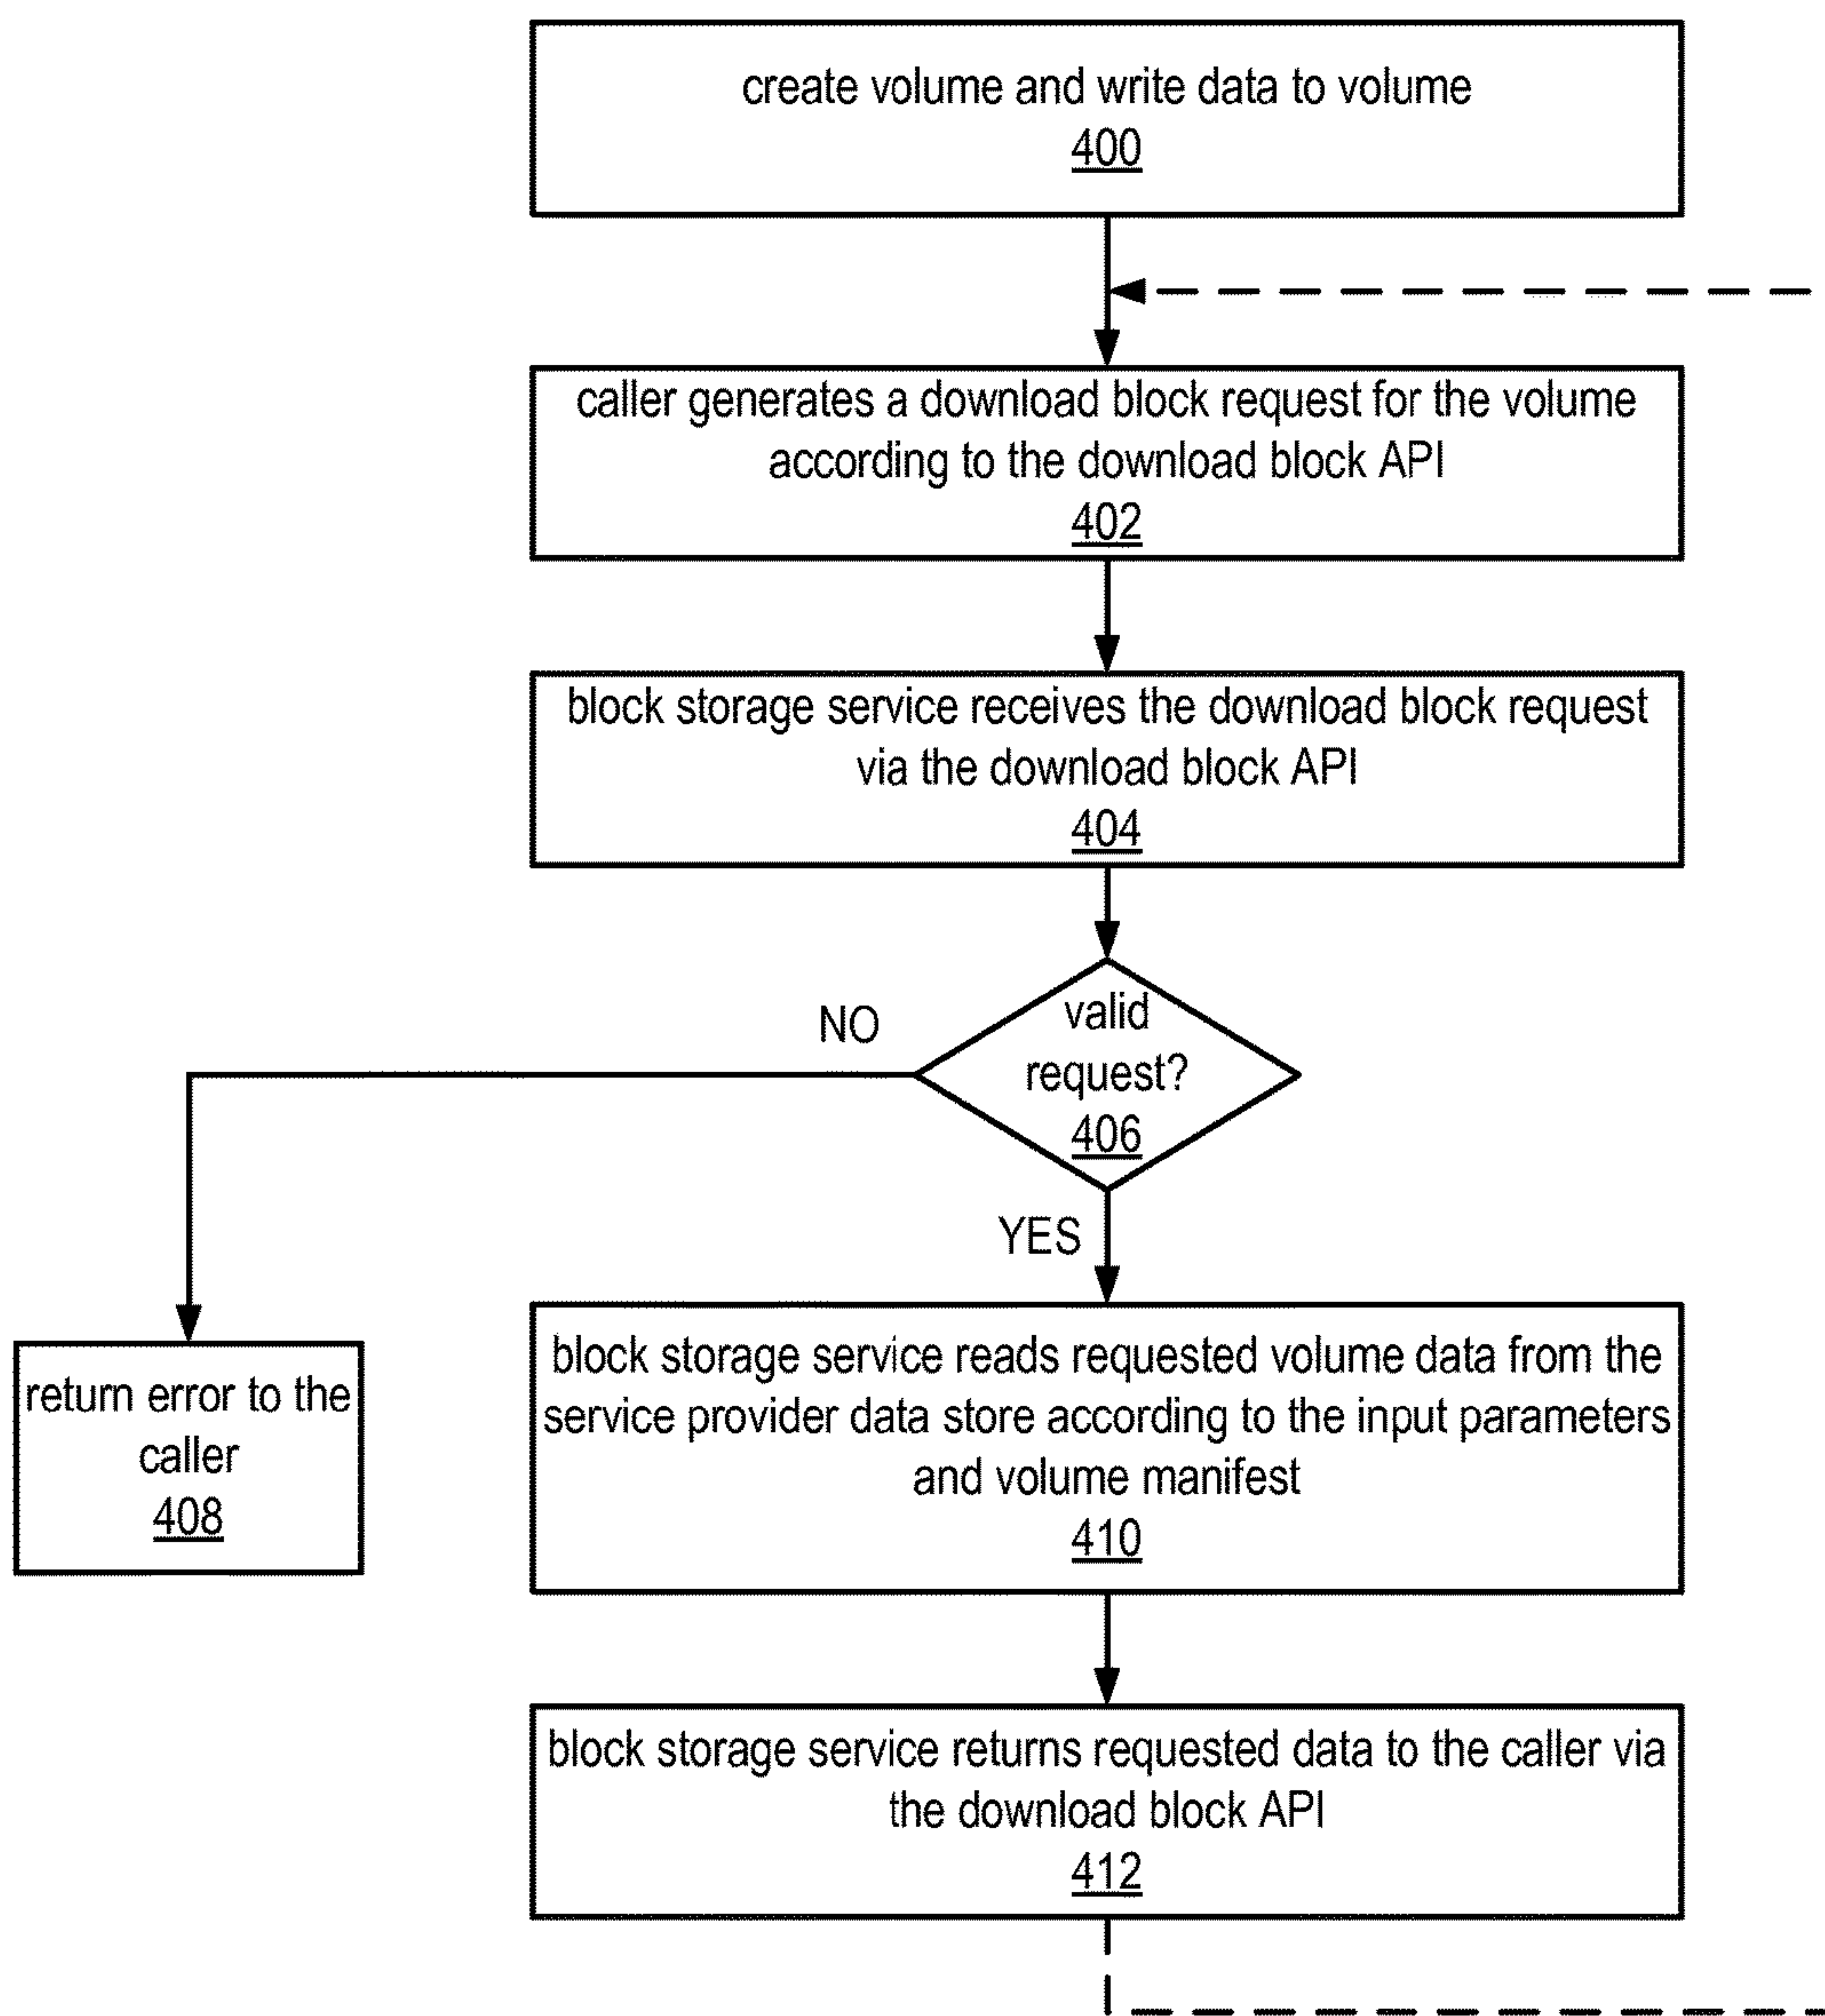 create volume and write data to volume
400
caller generates a download block request for the volume
according to the download block API
402
block storage service receives the download block request
via the download block API
404
NO
valid
request?
406
YES
return error to the
caller
408
block storage service reads requested volume data from the
service provider data store according to the input parameters
and volume manifest
410
block storage service returns requested data to the caller via
the download block API
412